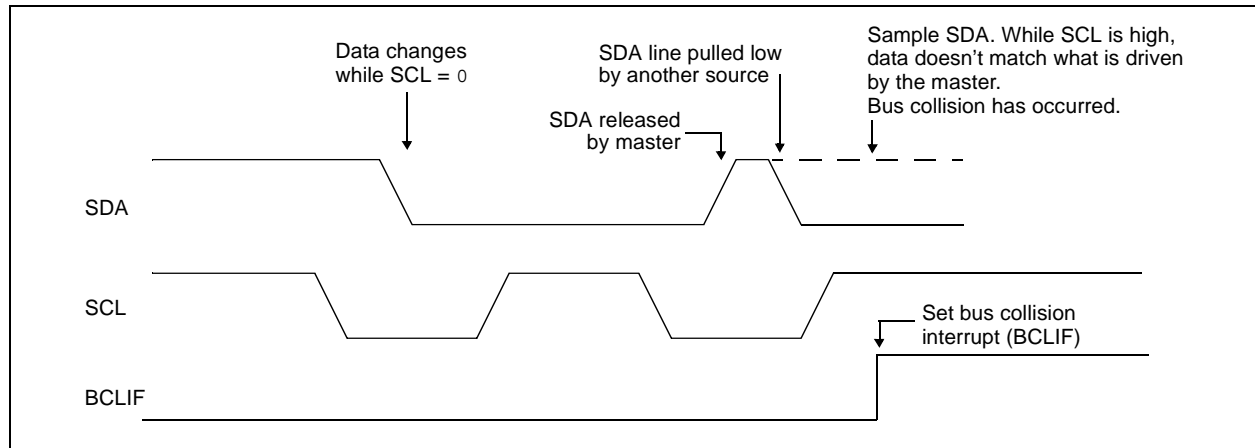 Data changes
while SCL = 0
SDA line pulled low
by another source
Sample SDA. While SCL is high,
data doesn't match what is driven
by the master.
Bus collision has occurred.
SDA released
by master
SDA
SCL
Set bus collision
interrupt (BCLIF)
BCLIF